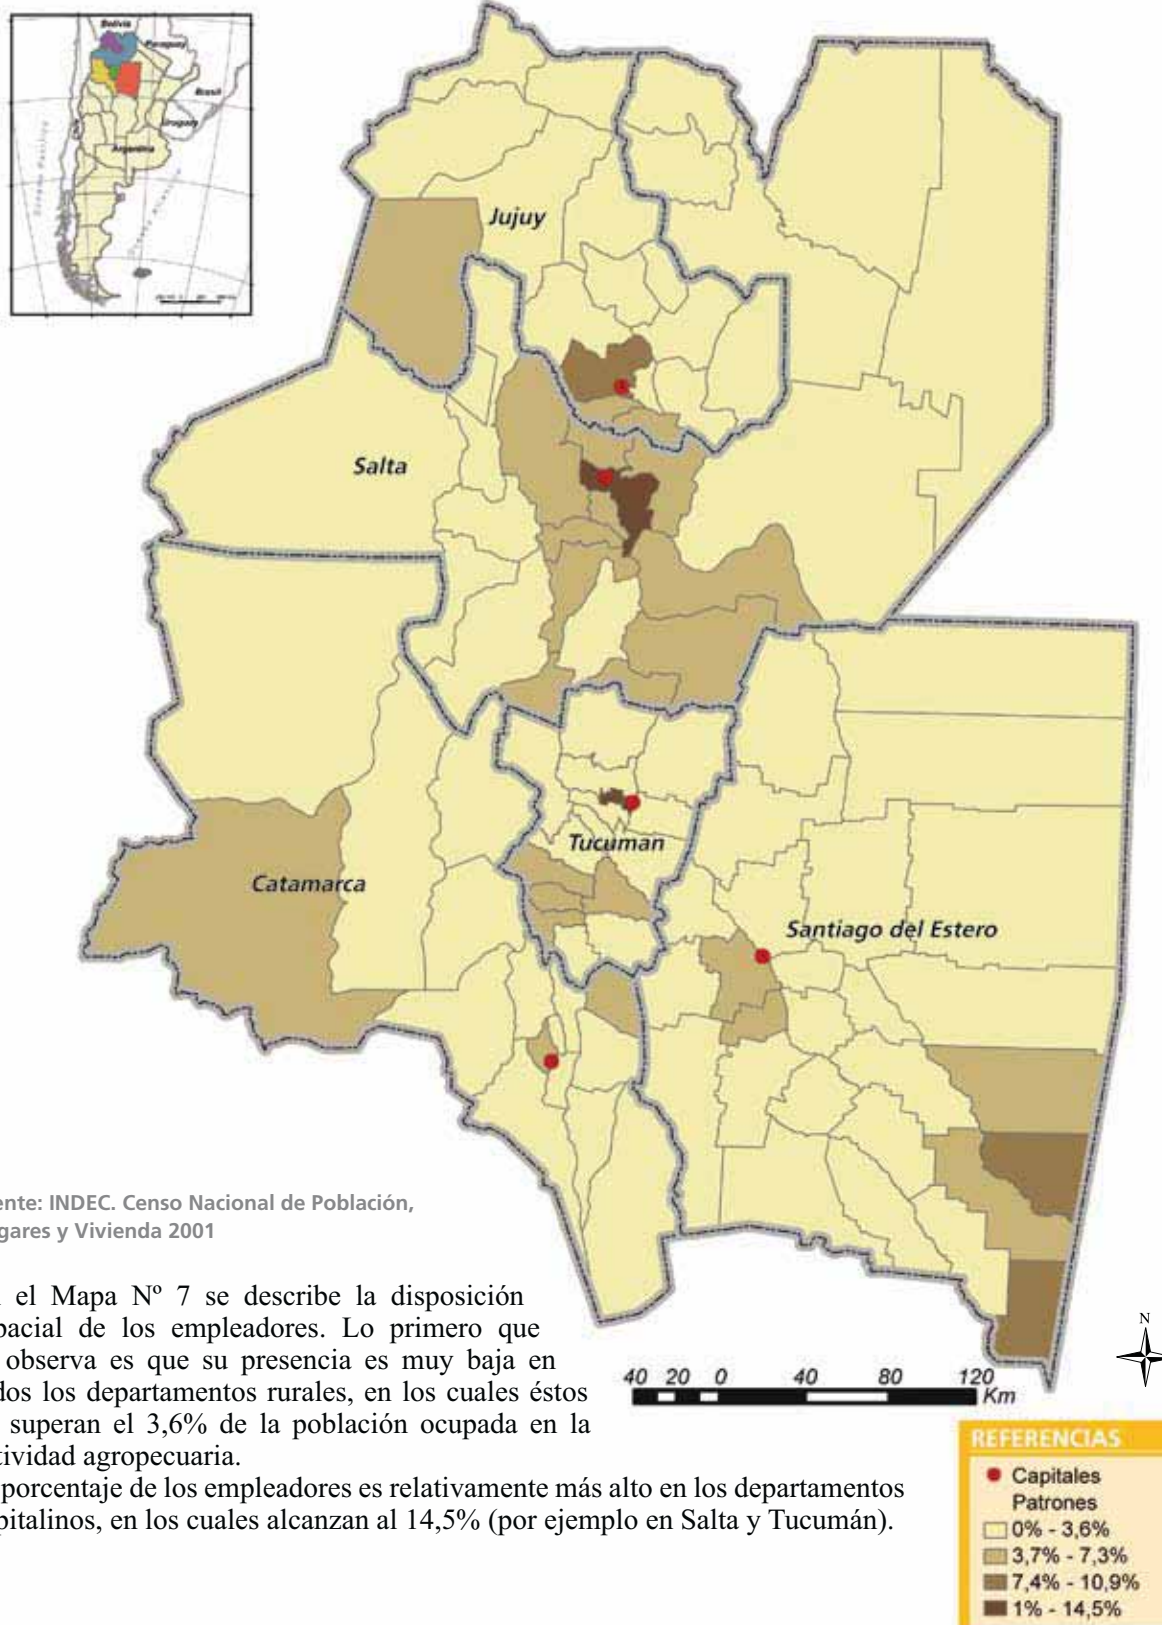 Bolivia
Paraguay
Brasil
Uruguay
Argentina
Jujuy
Salta
Tucuman
Catamarca
Santiago del Estero
ente: INDEC. Censo Nacional de Población,
gares y Vivienda 2001
el Mapa Nº 7 se describe la disposición
pacial de los empleadores. Lo primero que
observa es que su presencia es muy baja en
dos los departamentos rurales, en los cuales éstos
superan el 3,6% de la población ocupada en la
tividad agropecuaria.
porcentaje de los empleadores es relativamente más alto en los departamentos
pitalinos, en los cuales alcanzan al 14,5% (por ejemplo en Salta y Tucumán).
40 20 0 40 80 120
Km
N
REFERENCIAS
Capitales
Patrones
0% - 3,6%
3,7% - 7,3%
7,4% - 10,9%
1% - 14,5%